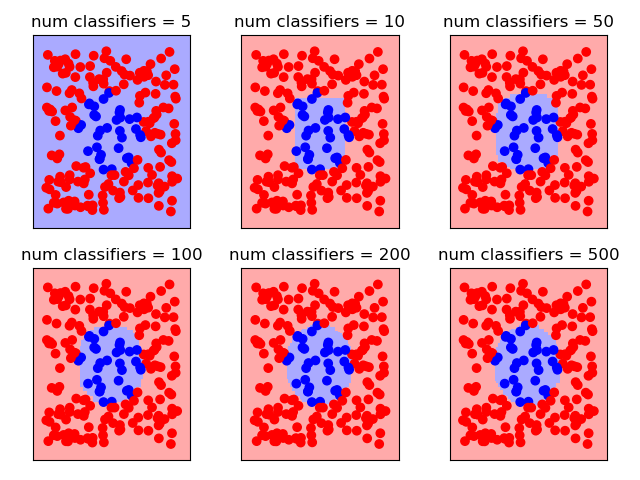 num classifiers = 5
num classifiers = 10
num classifiers = 50
num classifiers = 100
num classifiers = 200
num classifiers = 500